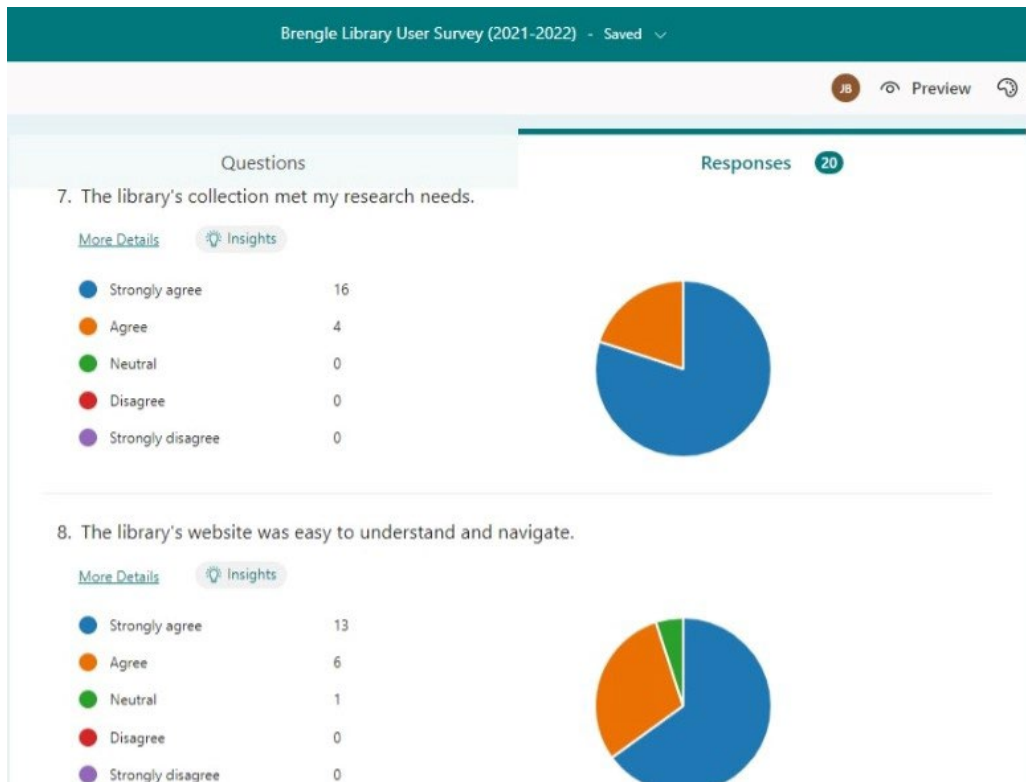 Brengle Library User Survey (2021-2022) - Saved
JB Preview
Questions Responses 20
7. The library's collection met my research needs.
More Details Insights
Strongly agree 16
Agree 4
Neutral 0
Disagree 0
Strongly disagree 0
8. The library's website was easy to understand and navigate.
More Details Insights
Strongly agree 13
Agree 6
Neutral 1
Disagree 0
Strongly disagree 0